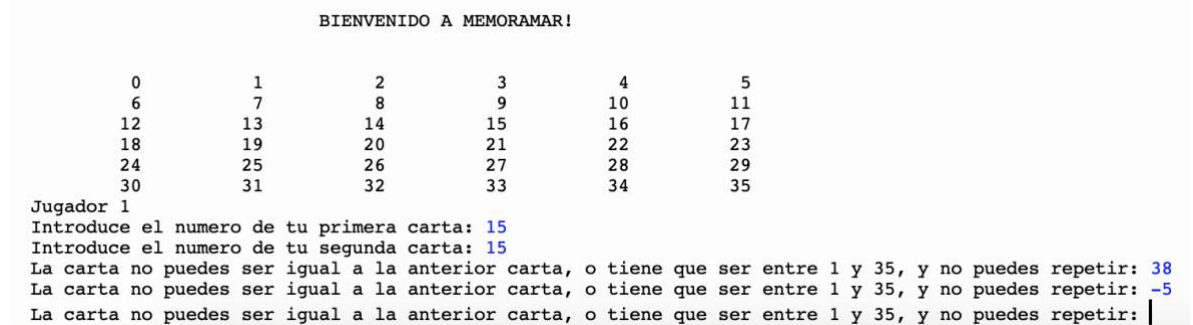 BIENVENIDO A MEMORAMAR!
0 1 2 3 4 5
6 7 8 9 10 11
12 13 14 15 16 17
18 19 20 21 22 23
24 25 26 27 28 29
30 31 32 33 34 35
Jugador 1
Introduce el numero de tu primera carta: 15
Introduce el numero de tu segunda carta: 15
La carta no puedes ser igual a la anterior carta, o tiene que ser entre 1 y 35, y no puedes repetir: 38
La carta no puedes ser igual a la anterior carta, o tiene que ser entre 1 y 35, y no puedes repetir: -5
La carta no puedes ser igual a la anterior carta, o tiene que ser entre 1 y 35, y no puedes repetir: